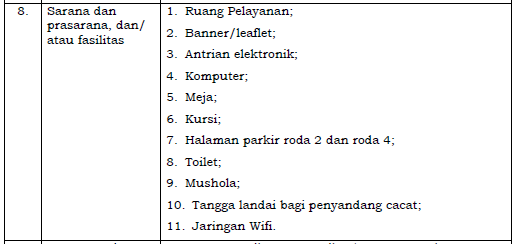 8. Sarana dan
prasarana, dan/
atau fasilitas
1. Ruang Pelayanan;
2. Banner/leaflet;
3. Antrian elektronik;
4. Komputer;
5. Meja;
6. Kursi;
7. Halaman parkir roda 2 dan roda 4;
8. Toilet;
9. Mushola;
10. Tangga landai bagi penyandang cacat;
11. Jaringan Wifi.